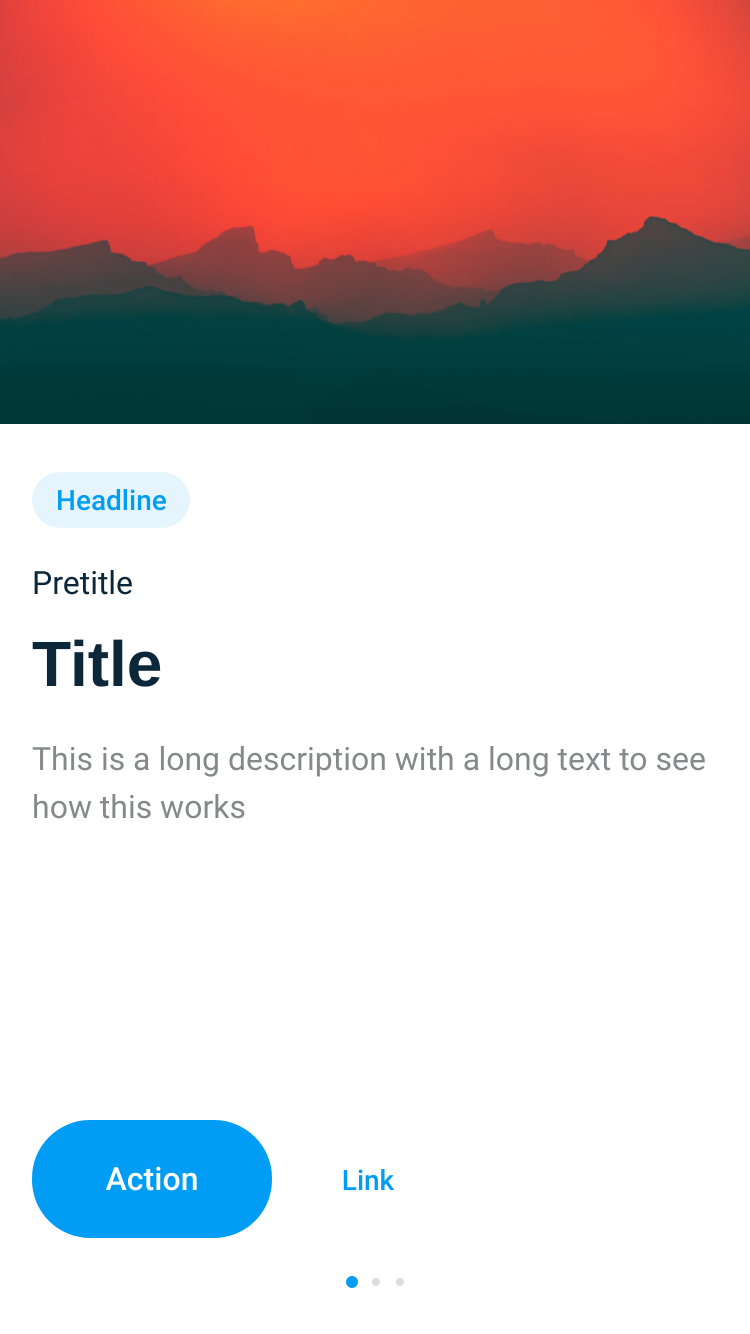 Headline
Pretitle
Title
This is a long description with a long text to see
how this works
Action
Link